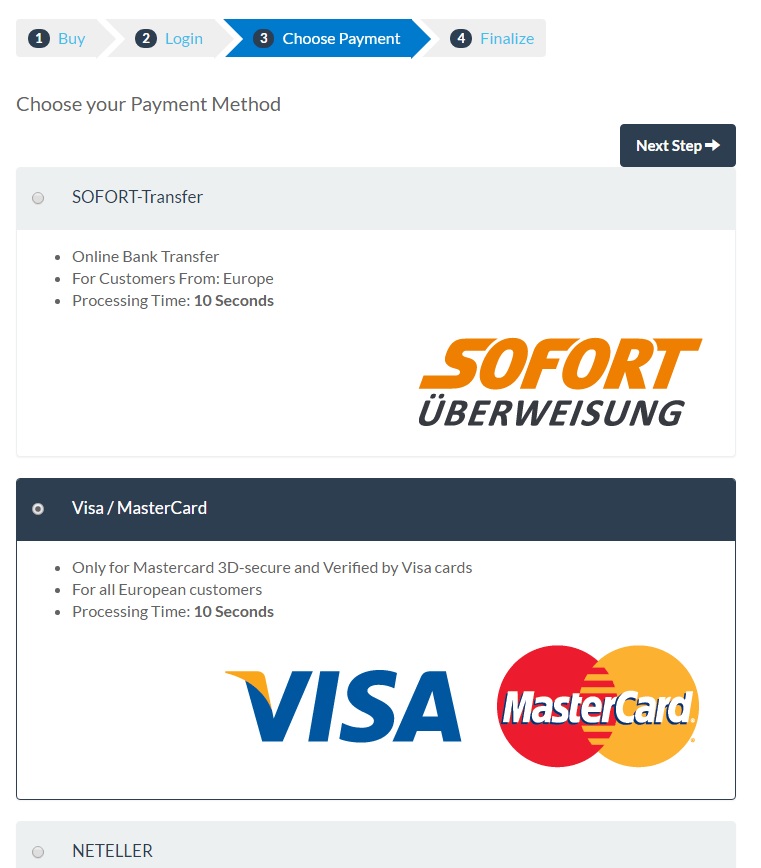 1 Buy 2 Login 3 Choose Payment 4 Finalize
Choose your Payment Method
Next Step
SOFORT-Transfer
Online Bank Transfer
For Customers From: Europe
Processing Time: 10 Seconds
SOFORT
ÜBERWEISUNG
Visa / MasterCard
Only for Mastercard 3D-secure and Verified by Visa cards
For all European customers
Processing Time: 10 Seconds
VISA MasterCard
NETELLER